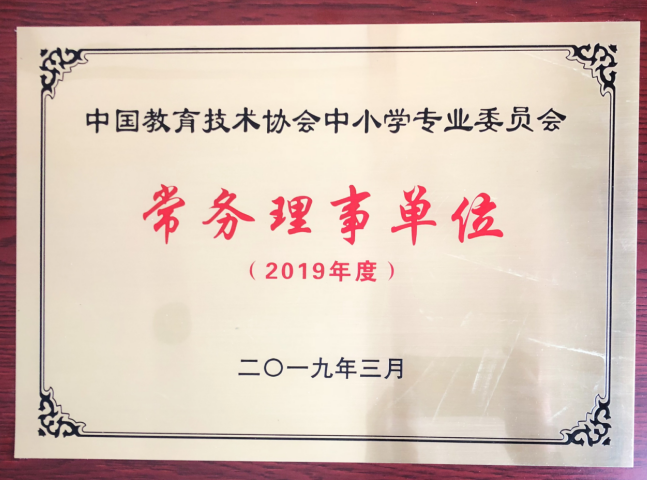 中国教育技术协会中小学专业委员会
常务理事单位
（2019年度）
二〇一九年三月